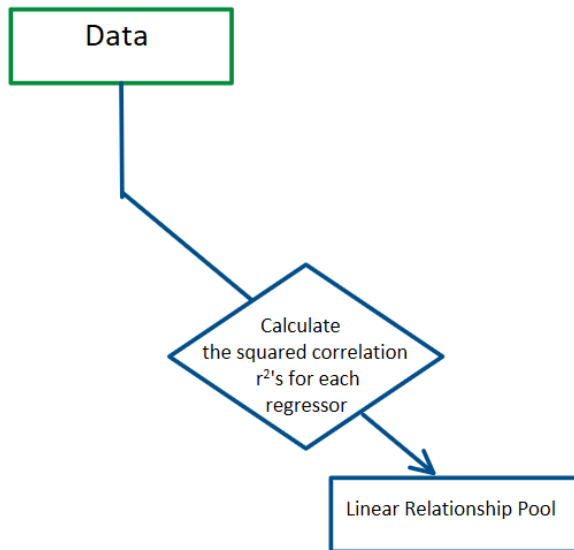 Data
Calculate
the squared correlation
r²'s for each
regressor
Linear Relationship Pool